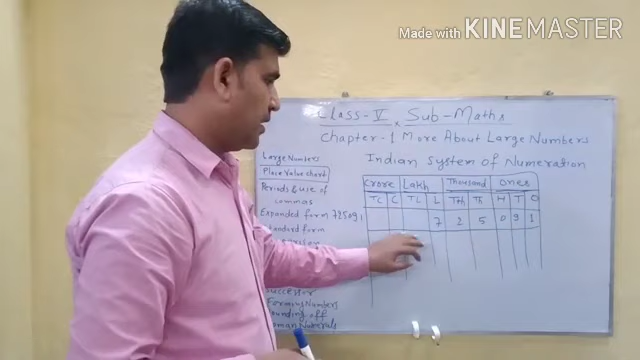 Made with KINEMASTER
Class - V × Sub - Maths
Chapter - 1 More About Large Numbers
Large Numbers
Place Value chart
Periods & use of
commas
Expanded form 725091
Standard form
Successor
Forming Numbers
Rounding off
Roman Numerals
Indian System of Numeration
Crore Lakh Thousand Ones
TC C TL L TTh Th H T O
7 2 5 0 9 1